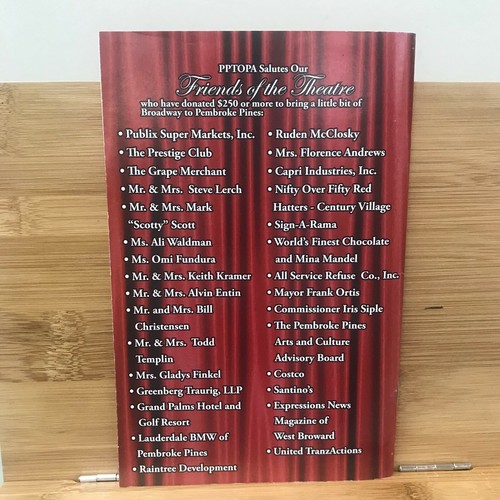 PPTOPA Salutes Our
Friends of the Theatre
who have donated $250 or more to bring a little bit of
Broadway to Pembroke Pines:
• Publix Super Markets, Inc.
• The Prestige Club
• The Grape Merchant
• Mr. & Mrs. Steve Lerch
• Mr. & Mrs. Mark
“Scotty” Scott
• Ms. Ali Waldman
• Ms. Omi Fundura
• Mr. & Mrs. Keith Kramer
• Mr. & Mrs. Alvin Entin
• Mr. and Mrs. Bill
Christensen
• Mr. & Mrs. Todd
Templin
• Mrs. Gladys Finkel
• Greenberg Traurig, LLP
• Grand Palms Hotel and
Golf Resort
• Lauderdale BMW of
Pembroke Pines
• Raintree Development
• Ruden McClosky
• Mrs. Florence Andrews
• Capri Industries, Inc.
• Nifty Over Fifty Red
Hatters - Century Village
• Sign-A-Rama
• World's Finest Chocolate
and Mina Mandel
• All Service Refuse Co., Inc.
• Mayor Frank Ortis
• Commissioner Iris Siple
• The Pembroke Pines
Arts and Culture
Advisory Board
• Costco
• Santino's
• Expressions News
Magazine of
West Broward
• United TranzActions